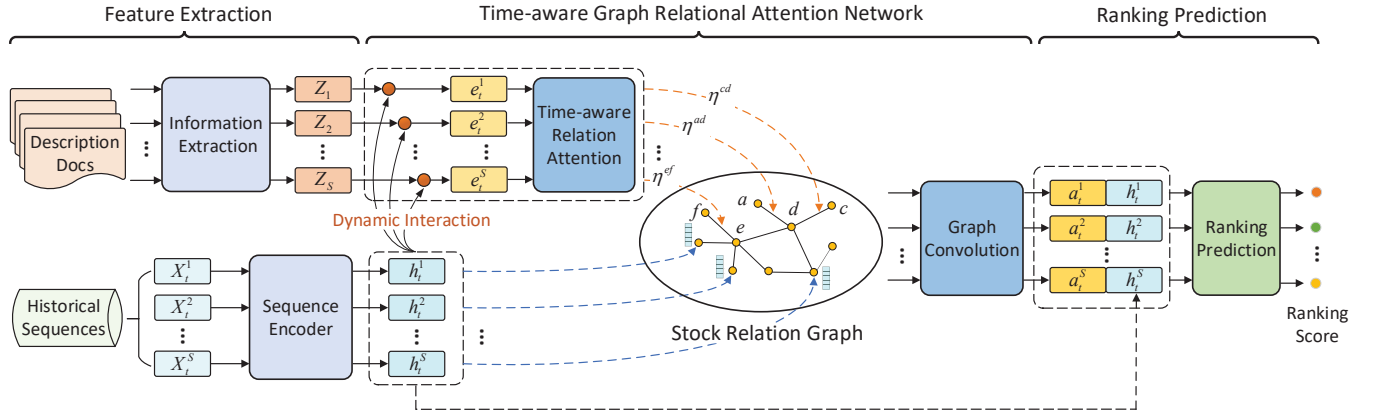 Feature Extraction
Time-aware Graph Relational Attention Network
Ranking Prediction
Description
Docs
Information
Extraction
Z_1
Z_2
Z_S
e_t^1
e_t^2
e_t^S
Time-aware
Relation
Attention
η^{cd}
η^{ad}
η^{ef}
Dynamic Interaction
a
d
c
f
e
Stock Relation Graph
Historical
Sequences
X_t^1
X_t^2
X_t^S
Sequence
Encoder
h_t^1
h_t^2
h_t^S
Graph
Convolution
a_t^1 h_t^1
a_t^2 h_t^2
a_t^S h_t^S
Ranking
Prediction
Ranking
Score